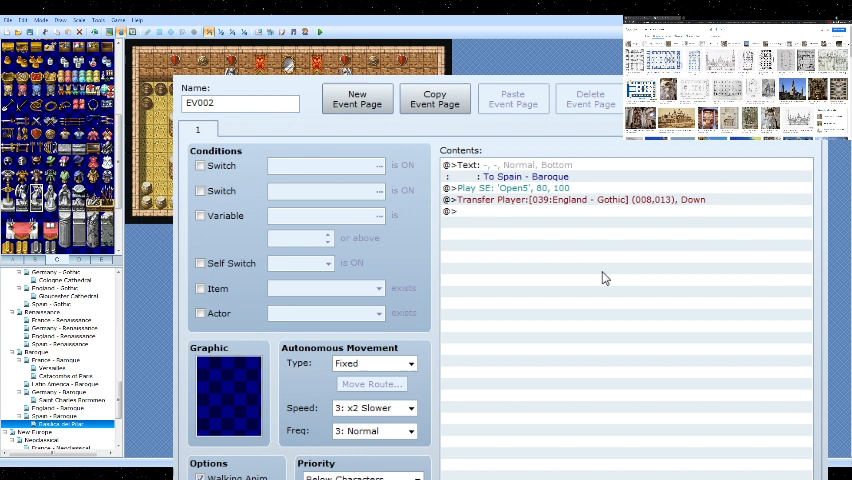 File Edit Mode Draw Scale Tools Game Help
Name:
EV002
New
Event Page
Copy
Event Page
Paste
Event Page
Delete
Event Page
1
Conditions
Switch ... is ON
Switch ... is ON
Variable ... is
or above
Self Switch is ON
Item exists
Actor exists
Graphic
Autonomous Movement
Type: Fixed
Move Route...
Speed: 3: x2 Slower
Freq: 3: Normal
Options
Walking Anim
Priority
Below Characters
Contents:
@>Text: -, -, Normal, Bottom
: : To Spain - Baroque
@>Play SE: 'Open5', 80, 100
@>Transfer Player:[039:England - Gothic] (008,013), Down
@>
A B C D E
Germany - Gothic
Cologne Cathedral
England - Gothic
Gloucester Cathedral
Spain - Gothic
Renaissance
France - Renaissance
Germany - Renaissance
England - Renaissance
Spain - Renaissance
Baroque
France - Baroque
Versailles
Catacombs of Paris
Latin America - Baroque
Germany - Baroque
Saint Charles Borromeo
England - Baroque
Spain - Baroque
Basilica del Pilar
New Europe
Neoclassical
France - Neoclassical